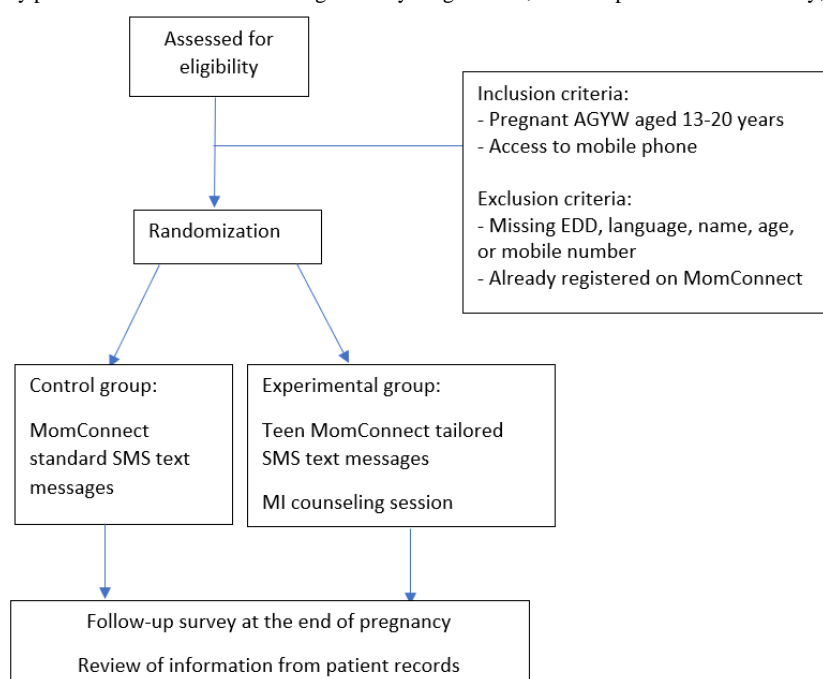 Assessed for
eligibility
Inclusion criteria:
- Pregnant AGYW aged 13-20 years
- Access to mobile phone
Exclusion criteria:
- Missing EDD, language, name, age,
or mobile number
- Already registered on MomConnect
Randomization
Control group:
MomConnect
standard SMS text
messages
Experimental group:
Teen MomConnect tailored
SMS text messages
MI counseling session
Follow-up survey at the end of pregnancy
Review of information from patient records